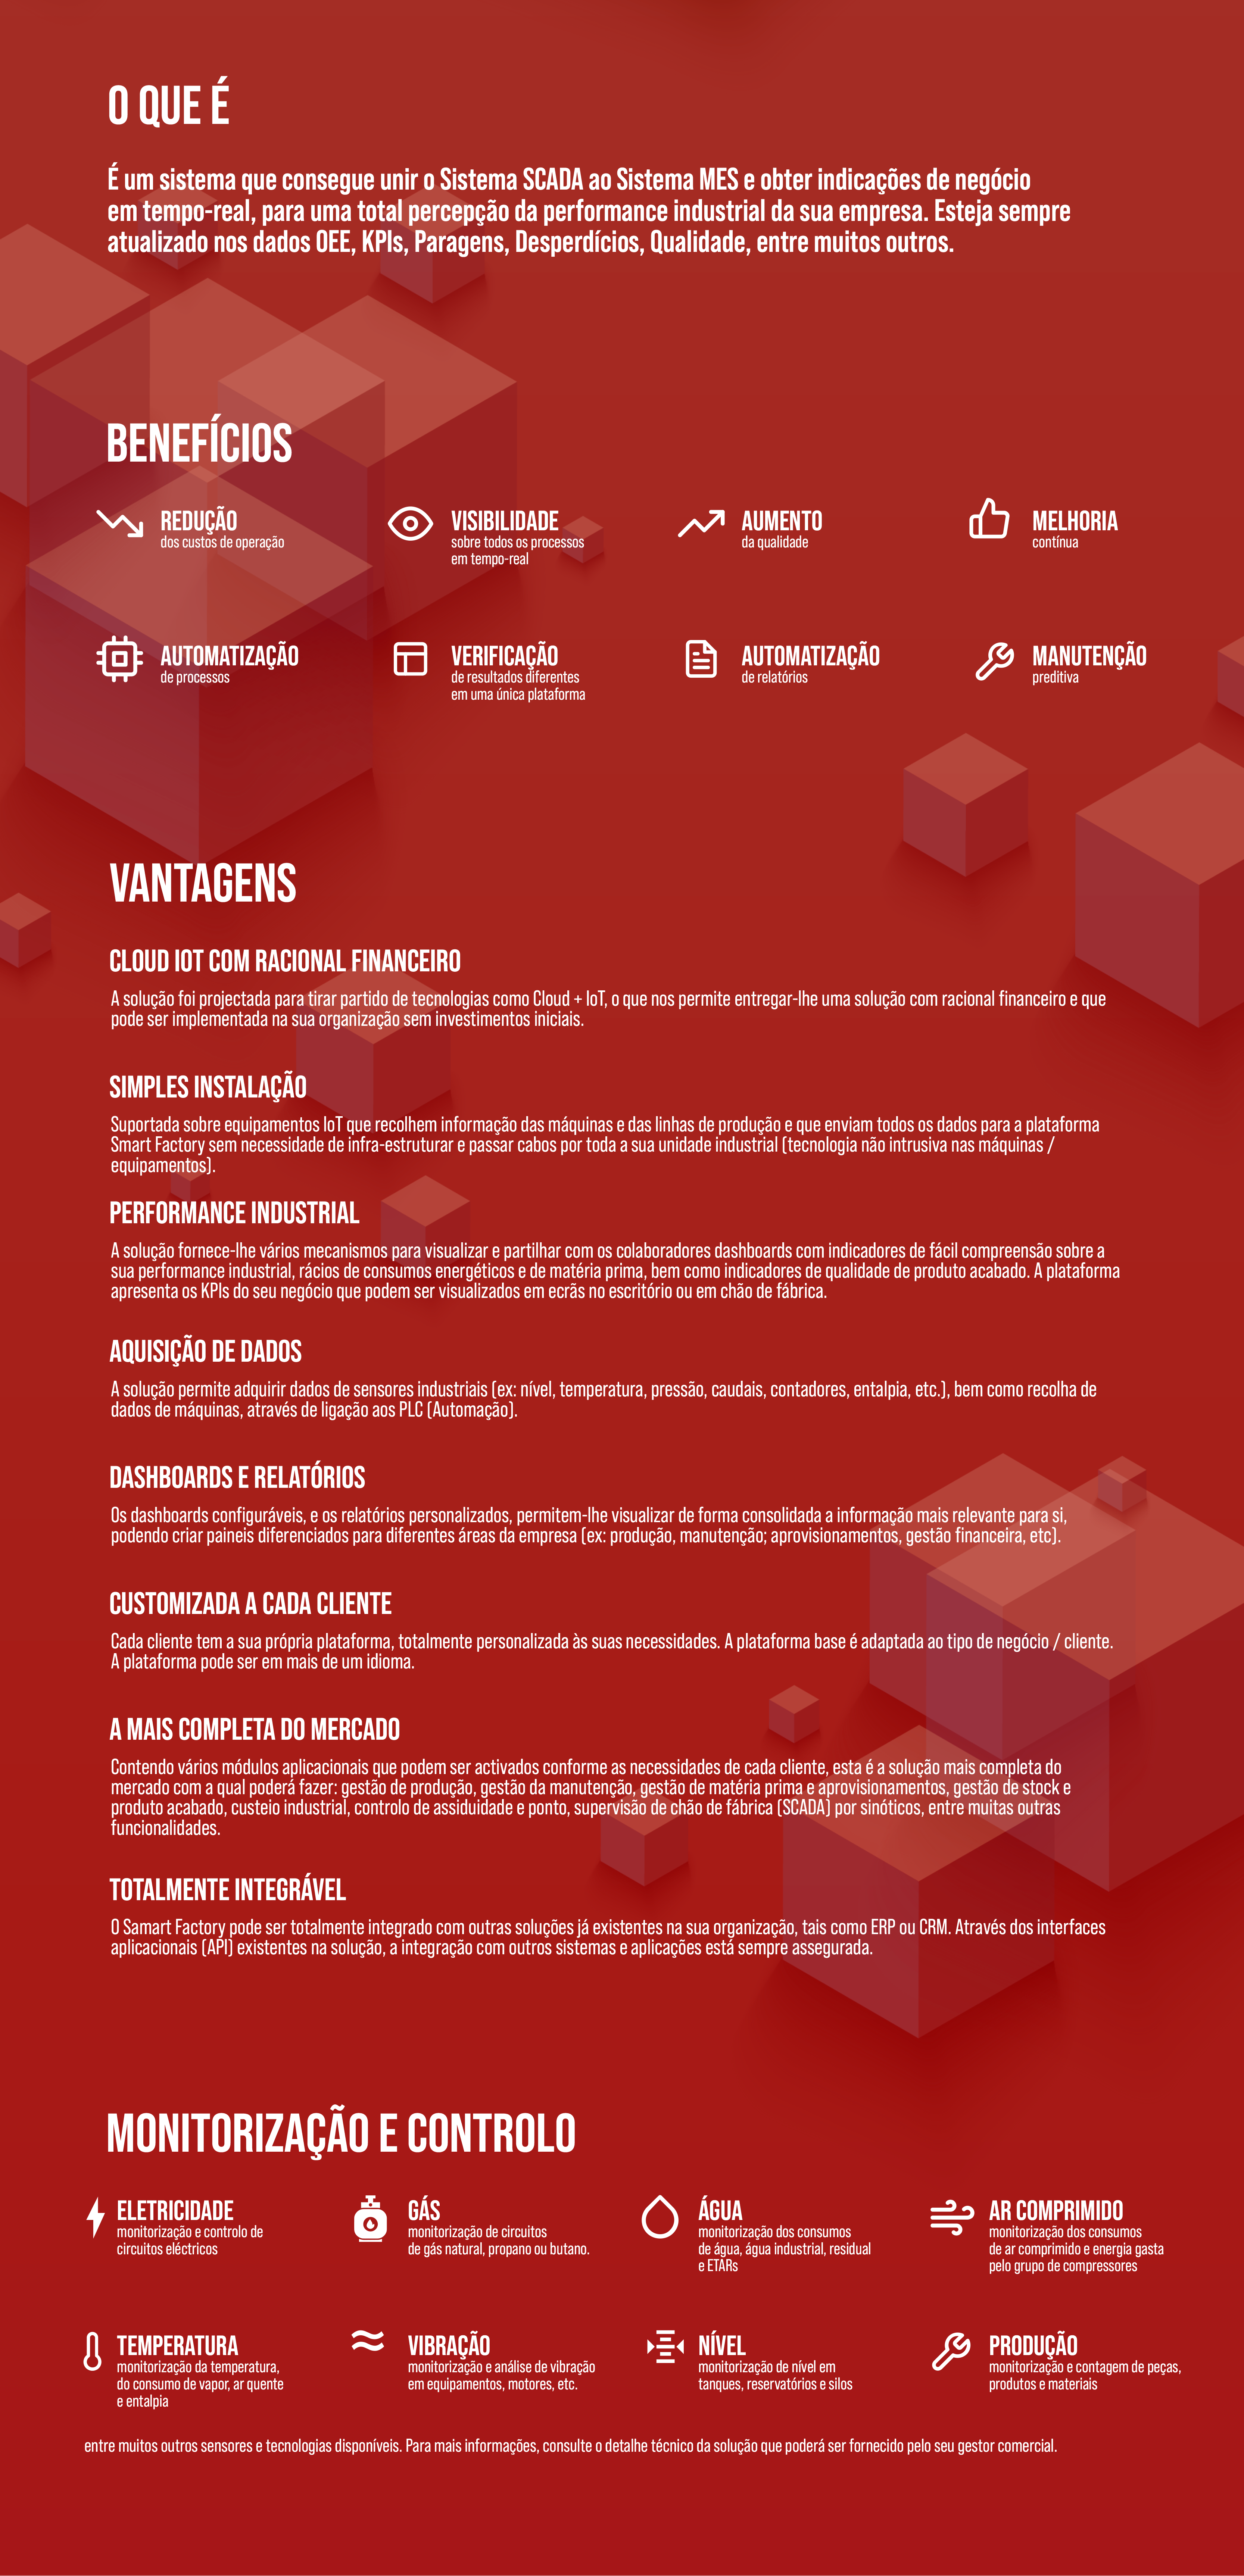 O QUE É
É um sistema que consegue unir o Sistema SCADA ao Sistema MES e obter indicações de negócio
em tempo-real, para uma total percepção da performance industrial da sua empresa. Esteja sempre
atualizado nos dados OEE, KPIs, Paragens, Desperdícios, Qualidade, entre muitos outros.
BENEFÍCIOS
REDUÇÃO
dos custos de operação
VISIBILIDADE
sobre todos os processos
em tempo-real
AUMENTO
da qualidade
MELHORIA
contínua
AUTOMATIZAÇÃO
de processos
VERIFICAÇÃO
de resultados diferentes
em uma única plataforma
AUTOMATIZAÇÃO
de relatórios
MANUTENÇÃO
preditiva
VANTAGENS
CLOUD IOT COM RACIONAL FINANCEIRO
A solução foi projectada para tirar partido de tecnologias como Cloud + IoT, o que nos permite entregar-lhe uma solução com racional financeiro e que
pode ser implementada na sua organização sem investimentos iniciais.
SIMPLES INSTALAÇÃO
Suportada sobre equipamentos IoT que recolhem informação das máquinas e das linhas de produção e que enviam todos os dados para a plataforma
Smart Factory sem necessidade de infra-estruturar e passar cabos por toda a sua unidade industrial (tecnologia não intrusiva nas máquinas /
equipamentos).
PERFORMANCE INDUSTRIAL
A solução fornece-lhe vários mecanismos para visualizar e partilhar com os colaboradores dashboards com indicadores de fácil compreensão sobre a
sua performance industrial, rácios de consumos energéticos e de matéria prima, bem como indicadores de qualidade de produto acabado. A plataforma
apresenta os KPIs do seu negócio que podem ser visualizados em ecrãs no escritório ou em chão de fábrica.
AQUISIÇÃO DE DADOS
A solução permite adquirir dados de sensores industriais (ex: nível, temperatura, pressão, caudais, contadores, entalpia, etc.), bem como recolha de
dados de máquinas, através de ligação aos PLC (Automação).
DASHBOARDS E RELATÓRIOS
Os dashboards configuráveis, e os relatórios personalizados, permitem-lhe visualizar de forma consolidada a informação mais relevante para si,
podendo criar paineis diferenciados para diferentes áreas da empresa (ex: produção, manutenção; aprovisionamentos, gestão financeira, etc).
CUSTOMIZADA A CADA CLIENTE
Cada cliente tem a sua própria plataforma, totalmente personalizada às suas necessidades. A plataforma base é adaptada ao tipo de negócio / cliente.
A plataforma pode ser em mais de um idioma.
A MAIS COMPLETA DO MERCADO
Contendo vários módulos aplicacionais que podem ser activados conforme as necessidades de cada cliente, esta é a solução mais completa do
mercado com a qual poderá fazer: gestão de produção, gestão da manutenção, gestão de matéria prima e aprovisionamentos, gestão de stock e
produto acabado, custeio industrial, controlo de assiduidade e ponto, supervisão de chão de fábrica (SCADA) por sinóticos, entre muitas outras
funcionalidades.
TOTALMENTE INTEGRÁVEL
O Samart Factory pode ser totalmente integrado com outras soluções já existentes na sua organização, tais como ERP ou CRM. Através dos interfaces
aplicacionais (API) existentes na solução, a integração com outros sistemas e aplicações está sempre assegurada.
MONITORIZAÇÃO E CONTROLO
ELETRICIDADE
monitorização e controlo de
circuitos eléctricos
GÁS
monitorização de circuitos
de gás natural, propano ou butano.
ÁGUA
monitorização dos consumos
de água, água industrial, residual
e ETARs
AR COMPRIMIDO
monitorização dos consumos
de ar comprimido e energia gasta
pelo grupo de compressores
TEMPERATURA
monitorização da temperatura,
do consumo de vapor, ar quente
e entalpia
VIBRAÇÃO
monitorização e análise de vibração
em equipamentos, motores, etc.
NÍVEL
monitorização de nível em
tanques, reservatórios e silos
PRODUÇÃO
monitorização e contagem de peças,
produtos e materiais
entre muitos outros sensores e tecnologias disponíveis. Para mais informações, consulte o detalhe técnico da solução que poderá ser fornecido pelo seu gestor comercial.